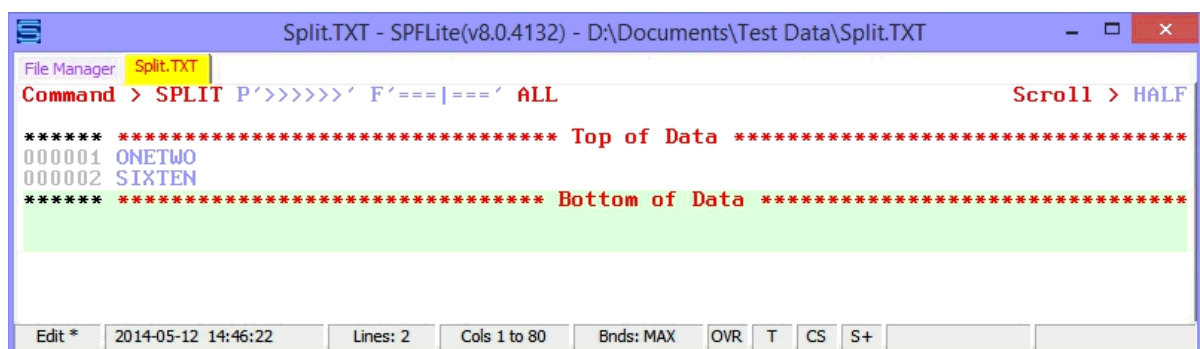 Split.TXT - SPFLite(v8.0.4132) - D:\Documents\Test Data\Split.TXT
File Manager Split.TXT
Command > SPLIT P'>>>>>>' F'===|===' ALL Scroll > HALF
****** ********************************* Top of Data **********************************
000001 ONETWO
000002 SIXTEN
****** ******************************** Bottom of Data ********************************
Edit * 2014-05-12 14:46:22 Lines: 2 Cols 1 to 80 Bnds: MAX OVR T CS S+